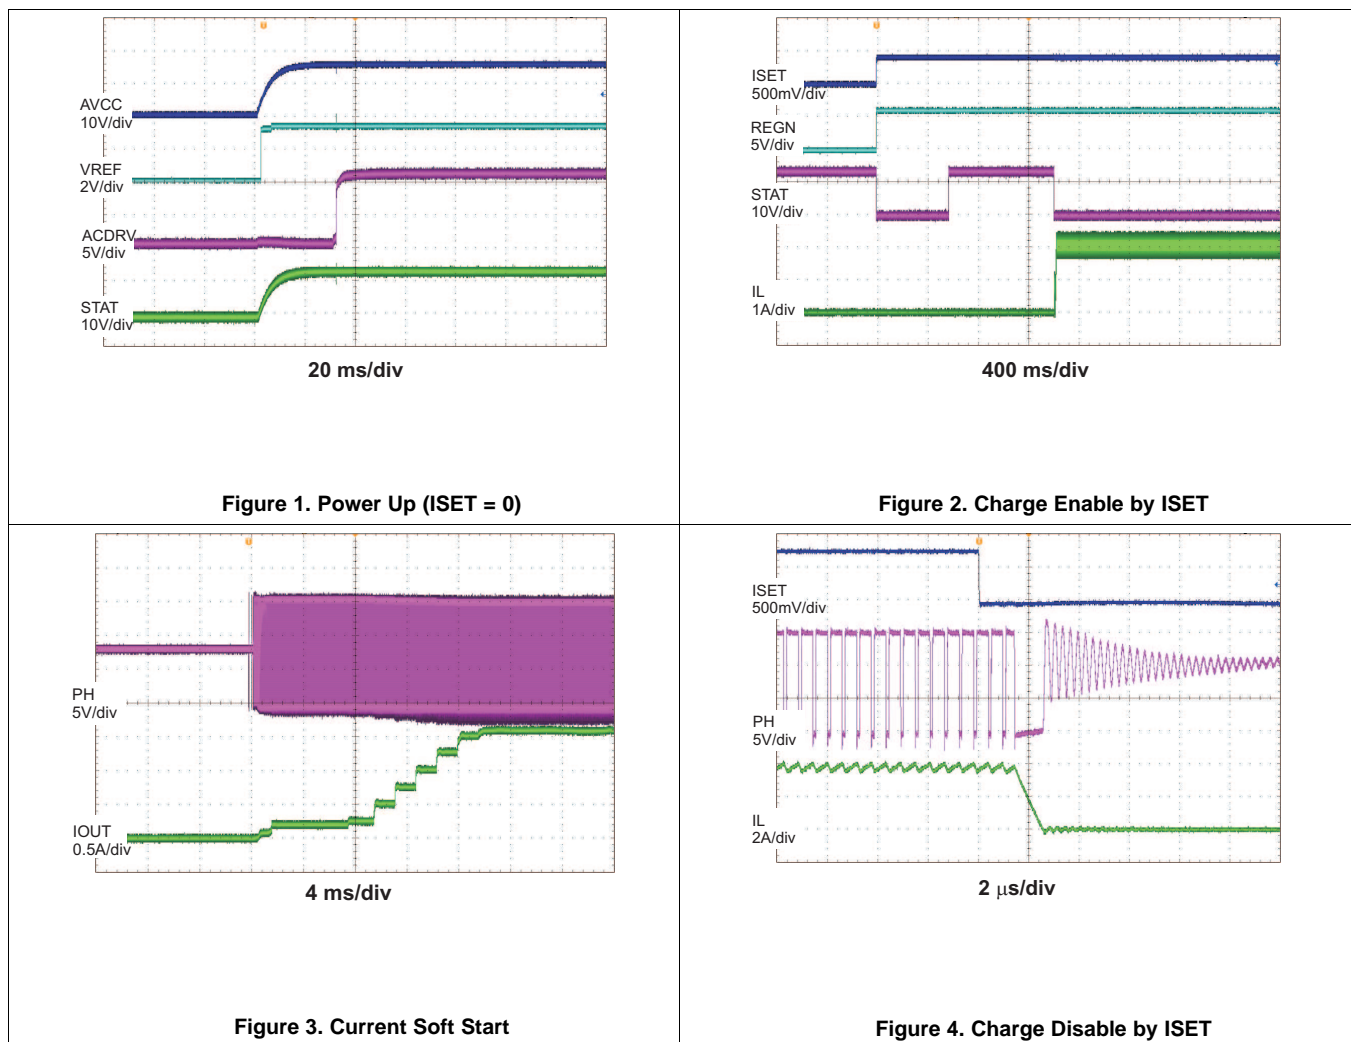 AVCC
10V/div
VREF
2V/div
ACDRV
5V/div
STAT
10V/div
20 ms/div
Figure 1. Power Up (ISET = 0)
ISET
500mV/div
REGN
5V/div
STAT
10V/div
IL
1A/div
400 ms/div
Figure 2. Charge Enable by ISET
PH
5V/div
IOUT
0.5A/div
4 ms/div
Figure 3. Current Soft Start
ISET
500mV/div
PH
5V/div
IL
2A/div
2 μs/div
Figure 4. Charge Disable by ISET